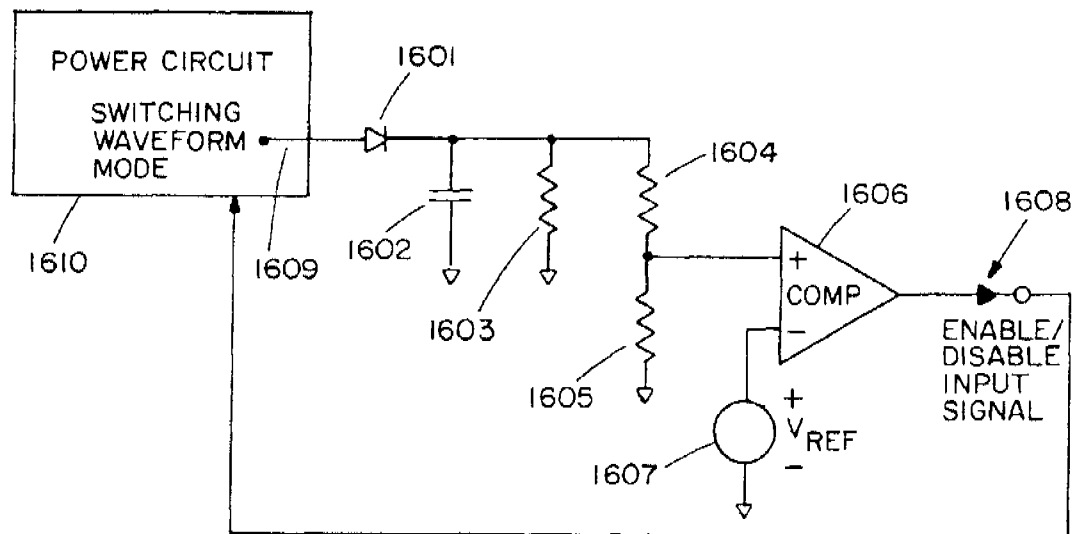 POWER CIRCUIT
SWITCHING
WAVEFORM
MODE
1601
1604
1606
1608
1610
1609
1602
1603
1605
+
COMP
−
ENABLE/
DISABLE
INPUT
SIGNAL
+
VREF
−
1607